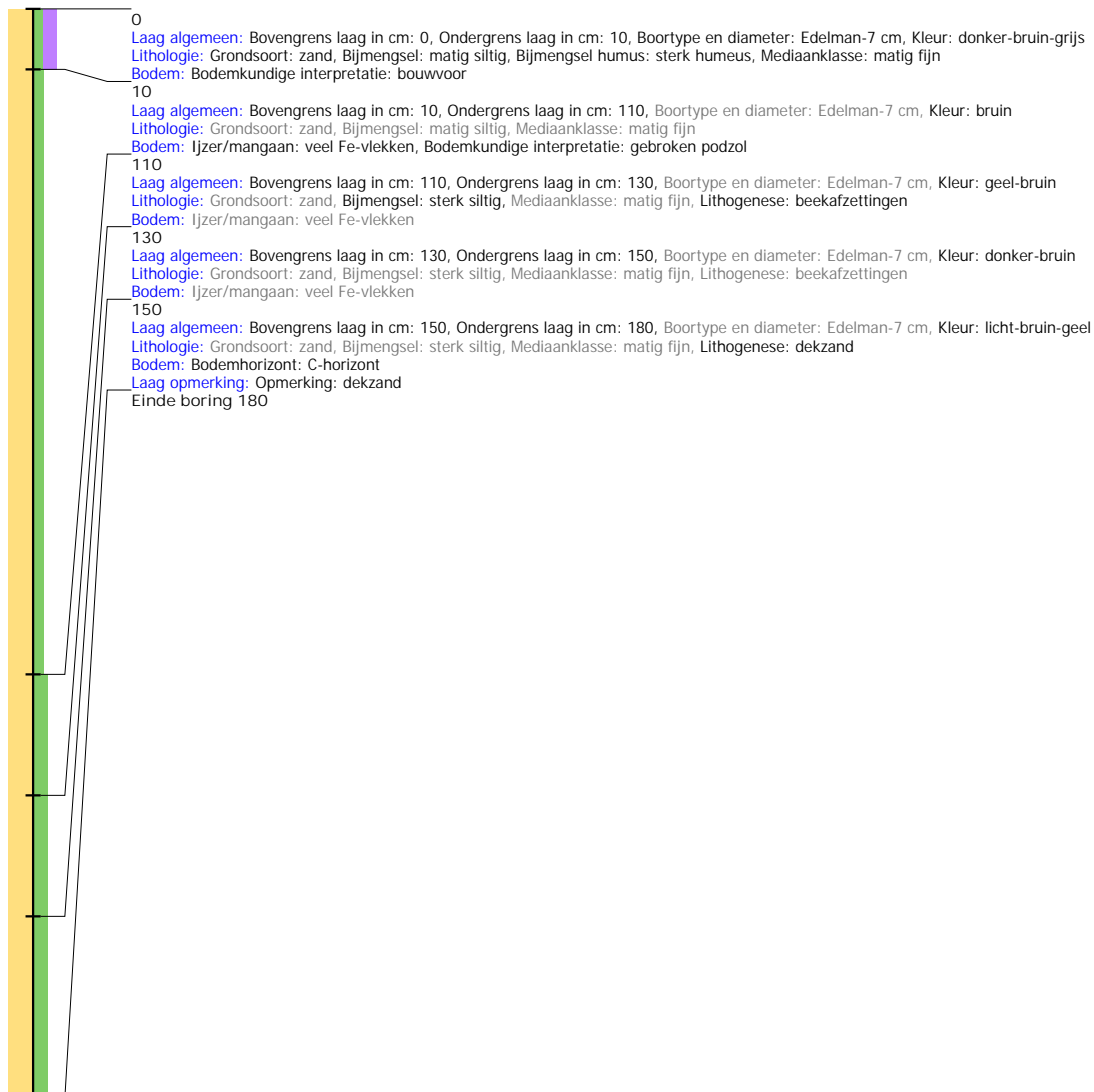 0
Laag algemeen: Bovengrens laag in cm: 0, Ondergrens laag in cm: 10, Boortype en diameter: Edelman-7 cm, Kleur: donker-bruin-grijs
Lithologie: Grondsoort: zand, Bijmengsel: matig siltig, Bijmengsel humus: sterk humeus, Mediaanklasse: matig fijn
Bodem: Bodemkundige interpretatie: bouwvoor
10
Laag algemeen: Bovengrens laag in cm: 10, Ondergrens laag in cm: 110, Boortype en diameter: Edelman-7 cm, Kleur: bruin
Lithologie: Grondsoort: zand, Bijmengsel: matig siltig, Mediaanklasse: matig fijn
Bodem: Ijzer/mangaan: veel Fe-vlekken, Bodemkundige interpretatie: gebroken podzol
110
Laag algemeen: Bovengrens laag in cm: 110, Ondergrens laag in cm: 130, Boortype en diameter: Edelman-7 cm, Kleur: geel-bruin
Lithologie: Grondsoort: zand, Bijmengsel: sterk siltig, Mediaanklasse: matig fijn, Lithogenese: beekafzettingen
Bodem: Ijzer/mangaan: veel Fe-vlekken
130
Laag algemeen: Bovengrens laag in cm: 130, Ondergrens laag in cm: 150, Boortype en diameter: Edelman-7 cm, Kleur: donker-bruin
Lithologie: Grondsoort: zand, Bijmengsel: sterk siltig, Mediaanklasse: matig fijn, Lithogenese: beekafzettingen
Bodem: Ijzer/mangaan: veel Fe-vlekken
150
Laag algemeen: Bovengrens laag in cm: 150, Ondergrens laag in cm: 180, Boortype en diameter: Edelman-7 cm, Kleur: licht-bruin-geel
Lithologie: Grondsoort: zand, Bijmengsel: sterk siltig, Mediaanklasse: matig fijn, Lithogenese: dekzand
Bodem: Bodemhorizont: C-horizont
Laag opmerking: Opmerking: dekzand
Einde boring 180